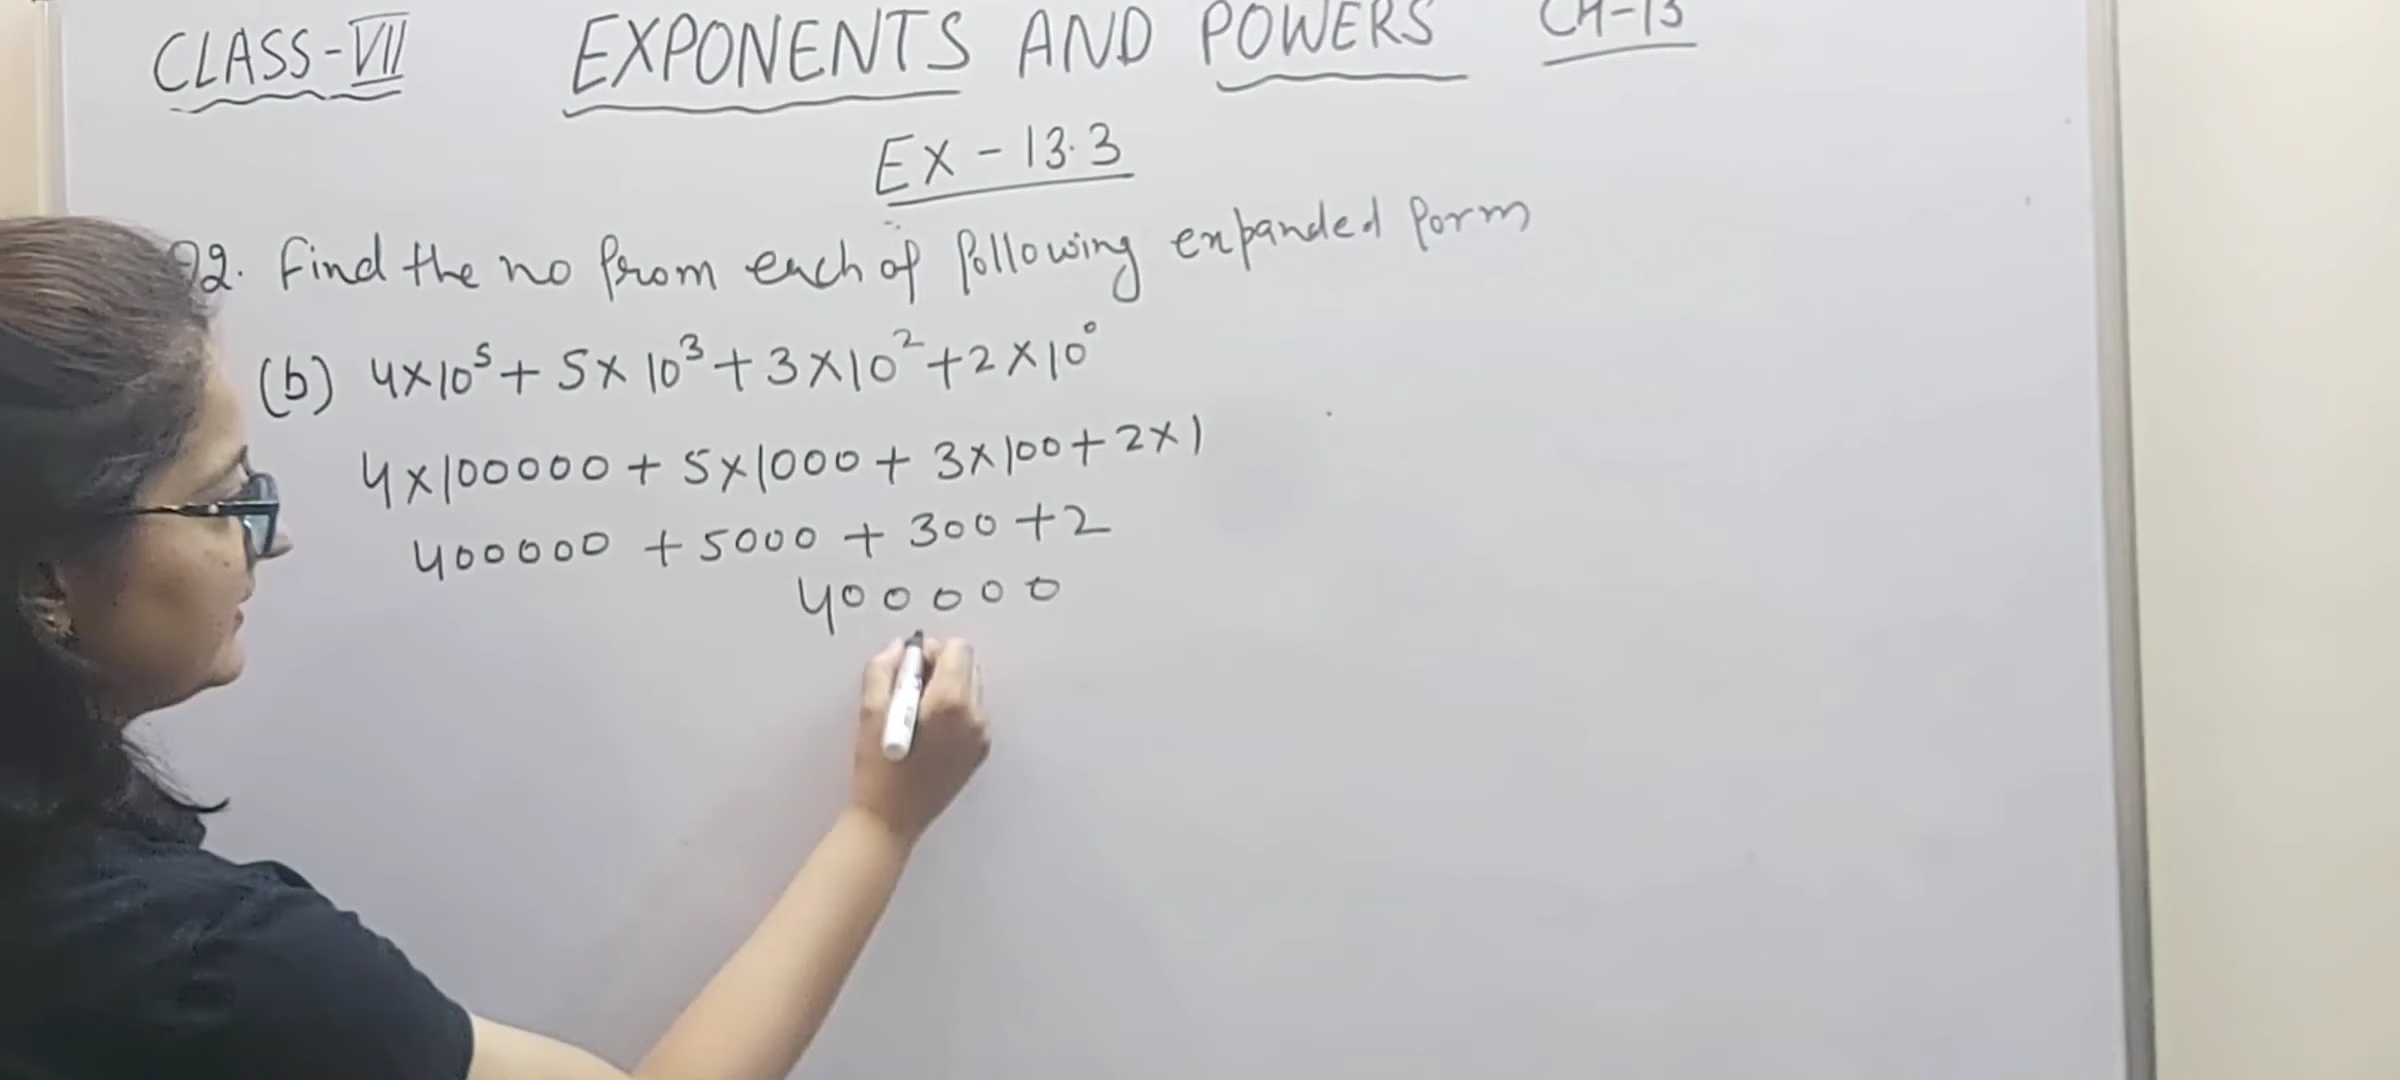 CLASS-VII EXPONENTS AND POWERS CH-13
EX-13.3
Q2. Find the no from each of following expanded form
(b) 4×10⁵+5×10³+3×10²+2×10⁰
4×100000+5×1000+3×100+2×1
400000+5000+300+2
400000